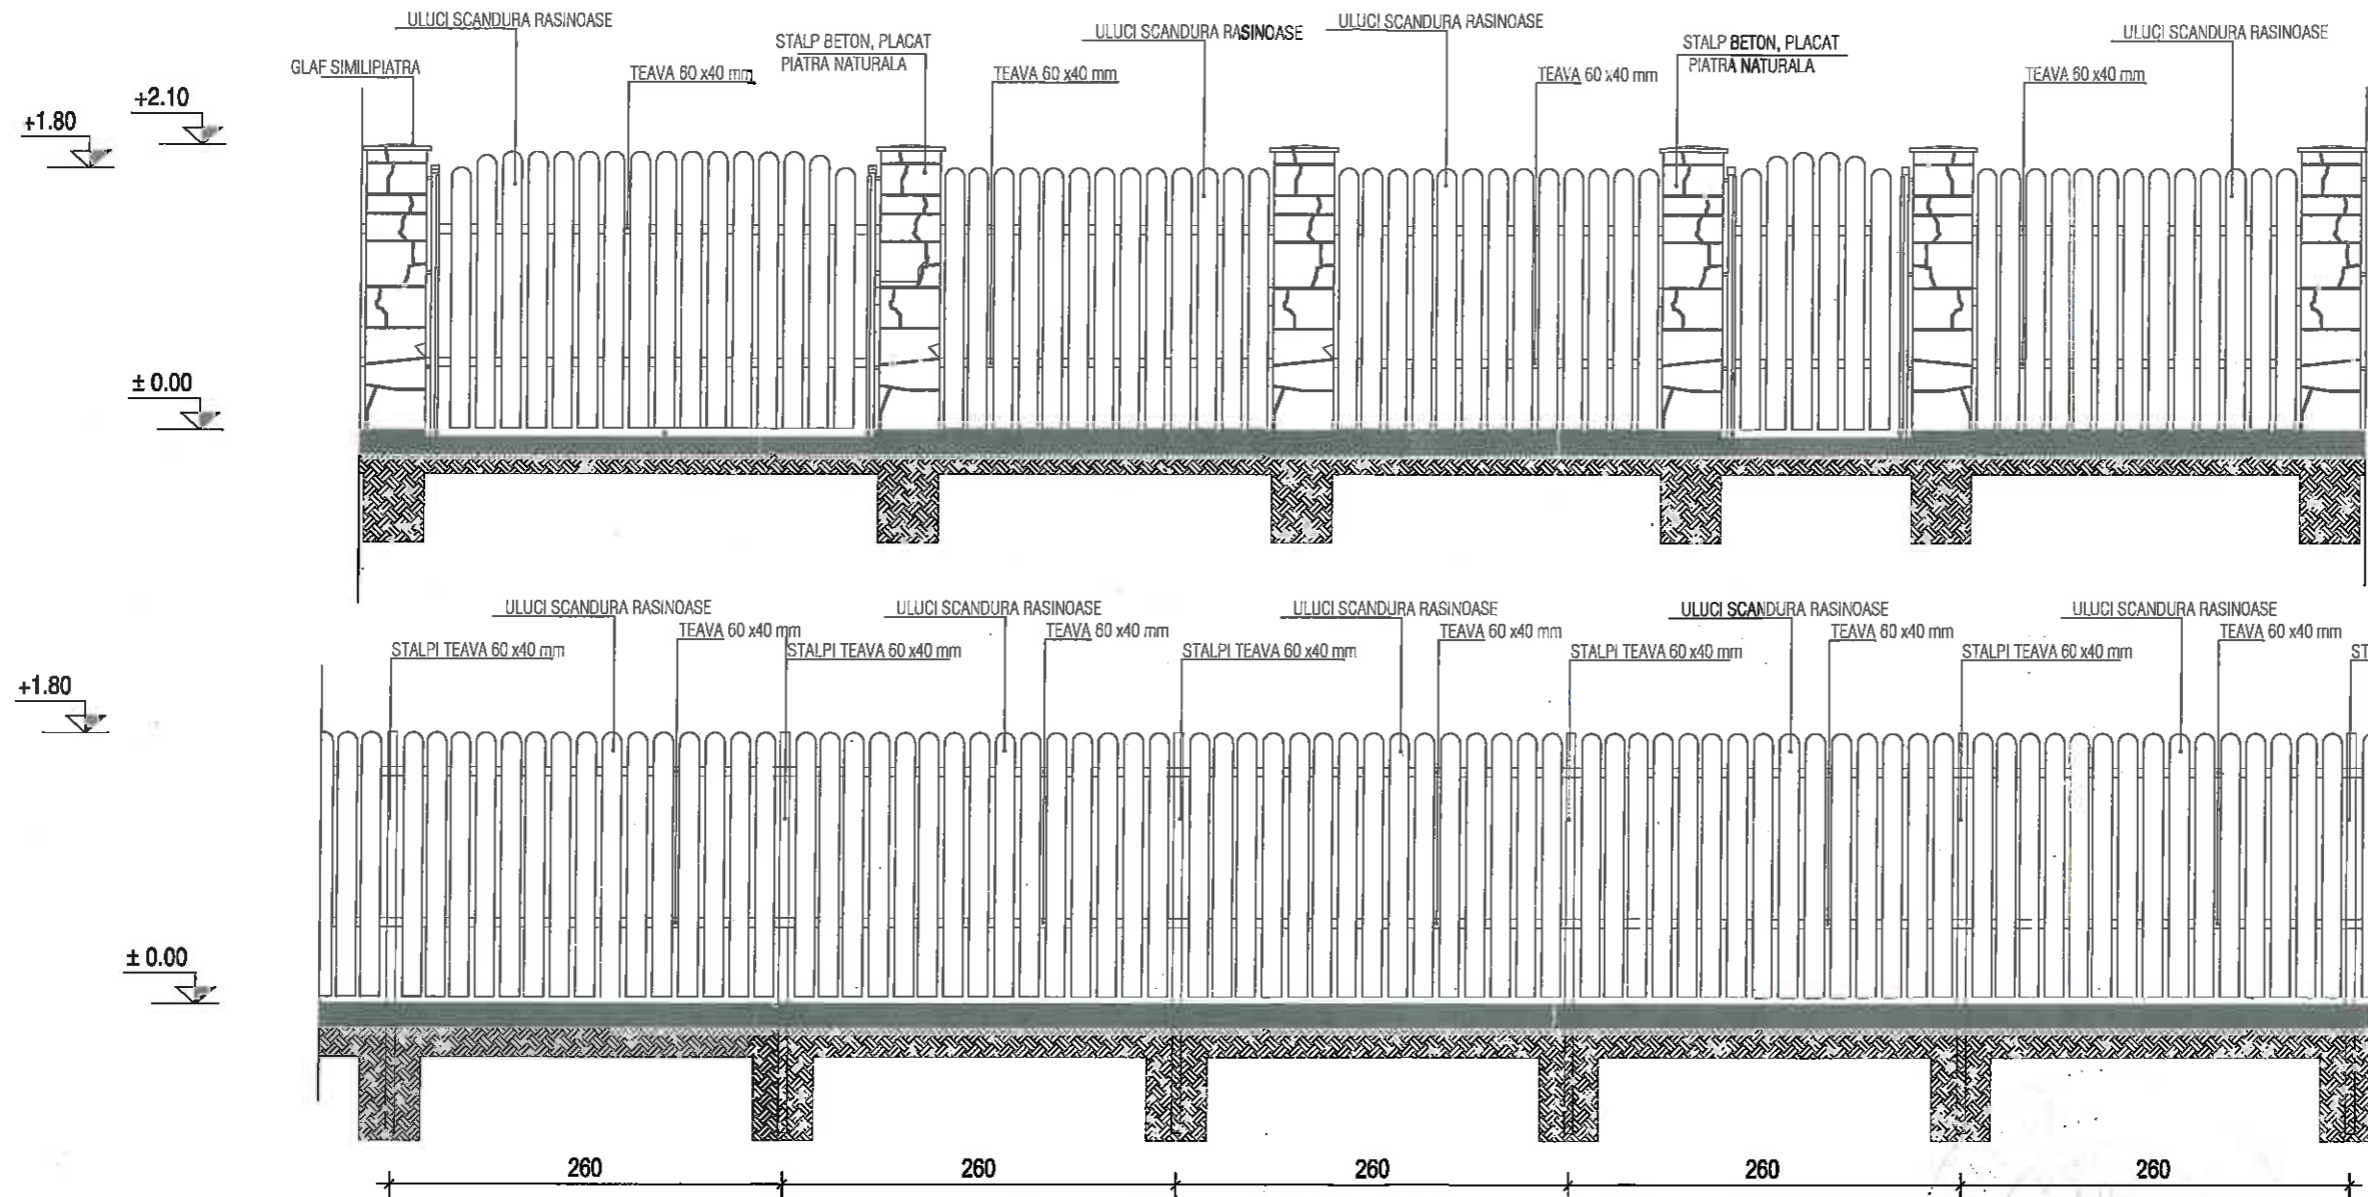 ULUCI SCANDURA RASINOASE
ULUCI SCANDURA RASINOASE
ULUCI SCANDURA RASINOASE
ULUCI SCANDURA RASINOASE
STALP BETON, PLACAT
PIATRA NATURALA
STALP BETON, PLACAT
PIATRA NATURALA
GLAF SIMILIPIATRA
TEAVA 60 x40 mm
TEAVA 60 x40 mm
TEAVA 60 x40 mm
TEAVA 60 x40 mm
+2.10
+1.80
± 0.00
ULUCI SCANDURA RASINOASE
ULUCI SCANDURA RASINOASE
ULUCI SCANDURA RASINOASE
ULUCI SCANDURA RASINOASE
ULUCI SCANDURA RASINOASE
TEAVA 60 x40 mm
TEAVA 60 x40 mm
TEAVA 60 x40 mm
TEAVA 60 x40 mm
TEAVA 60 x40 mm
STALPI TEAVA 60 x40 mm
STALPI TEAVA 60 x40 mm
STALPI TEAVA 60 x40 mm
STALPI TEAVA 60 x40 mm
STALPI TEAVA 60 x40 mm
ST
+1.80
± 0.00
260
260
260
260
260